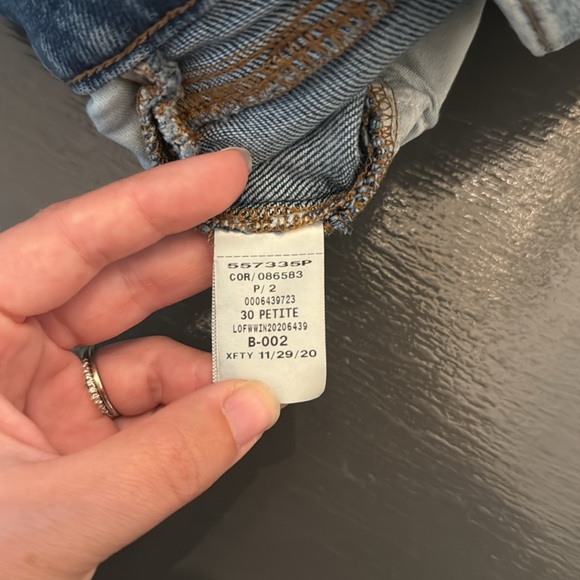 557335P
COR/086583
P/2
0006439723
30 PETITE
LOFWWIN20206439
B-002
XFTY 11/29/20